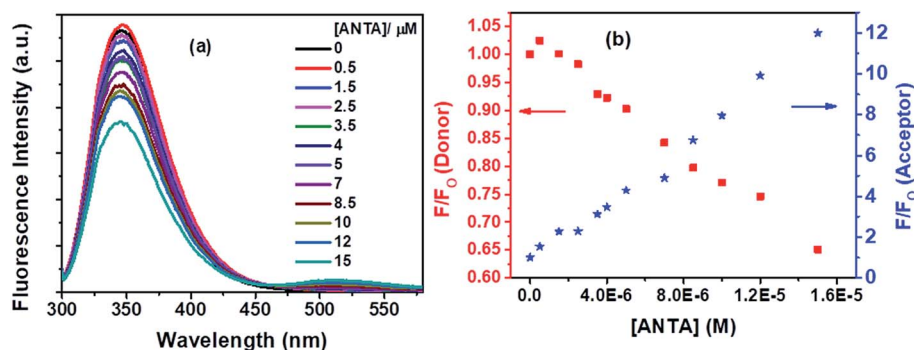 (a)
[ANTA]/ µM
0
0.5
1.5
2.5
3.5
4
5
7
8.5
10
12
15
Fluorescence Intensity (a.u.)
300 350 400 450 500 550
Wavelength (nm)
(b)
1.05
1.00
0.95
0.90
0.85
0.80
0.75
0.70
0.65
0.60
F/FO (Donor)
12
10
8
6
4
2
0
F/FO (Acceptor)
0.0 4.0E-6 8.0E-6 1.2E-5 1.6E-5
[ANTA] (M)